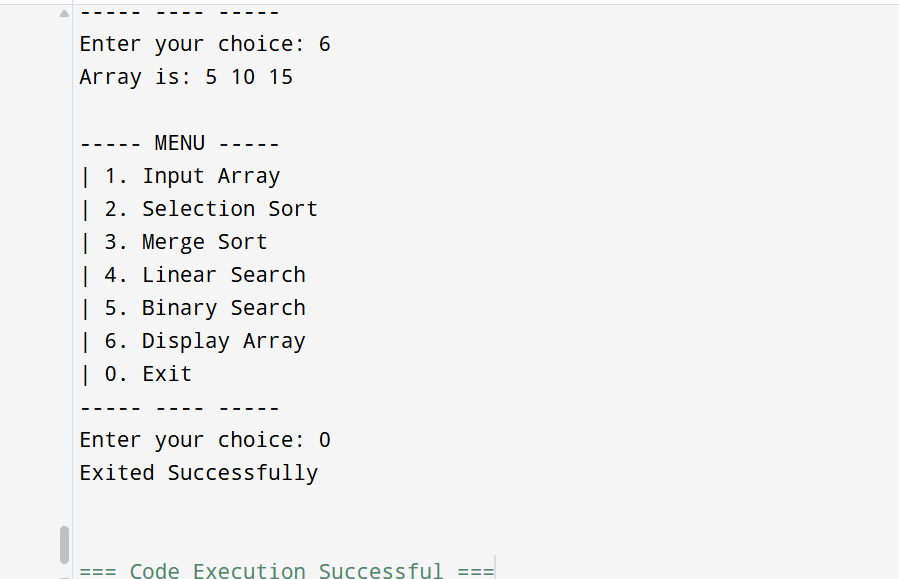 ----- ---- -----
Enter your choice: 6
Array is: 5 10 15
----- MENU -----
| 1. Input Array
| 2. Selection Sort
| 3. Merge Sort
| 4. Linear Search
| 5. Binary Search
| 6. Display Array
| 0. Exit
----- ---- -----
Enter your choice: 0
Exited Successfully
=== Code Execution Successful ===